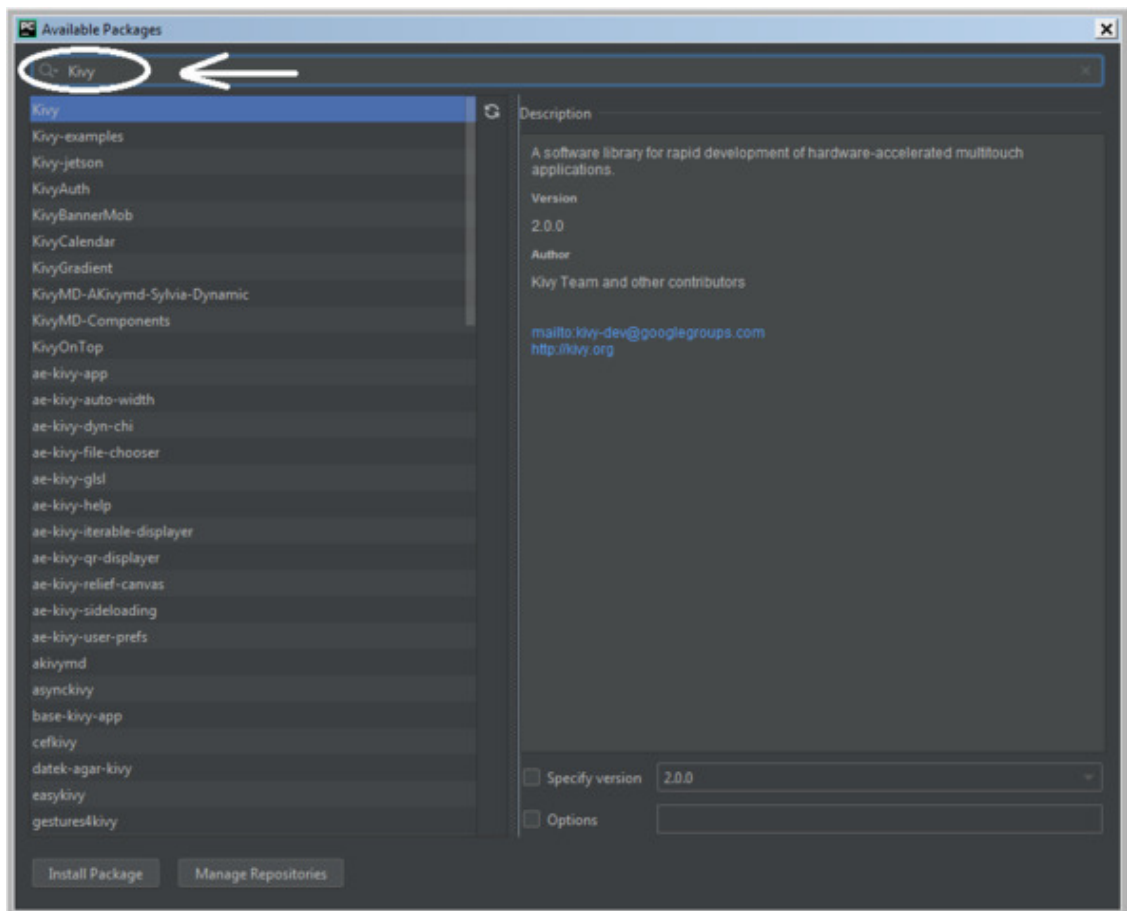 PC Available Packages
Kivy
Kivy
Kivy-examples
Kivy-jetson
KivyAuth
KivyBannerMob
KivyCalendar
KivyGradient
KivyMD-AKivymd-Sylvia-Dynamic
KivyMD-Components
KivyOnTop
ae-kivy-app
ae-kivy-auto-width
ae-kivy-dyn-chi
ae-kivy-file-chooser
ae-kivy-glsl
ae-kivy-help
ae-kivy-iterable-displayer
ae-kivy-qr-displayer
ae-kivy-relief-canvas
ae-kivy-sideloading
ae-kivy-user-prefs
akivymd
asynckivy
base-kivy-app
cefkivy
datek-agar-kivy
easykivy
gestures4kivy
Description
A software library for rapid development of hardware-accelerated multitouch
applications.
Version
2.0.0
Author
Kivy Team and other contributors
mailto:kivy-dev@googlegroups.com
http://kivy.org
Specify version 2.0.0
Options
Install Package Manage Repositories